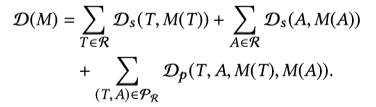 𝒟(M) = ∑_{T∈ℛ} 𝒟_s(T, M(T)) + ∑_{A∈ℛ} 𝒟_s(A, M(A))
+ ∑_{(T,A)∈𝒫_ℛ} 𝒟_p(T, A, M(T), M(A)).